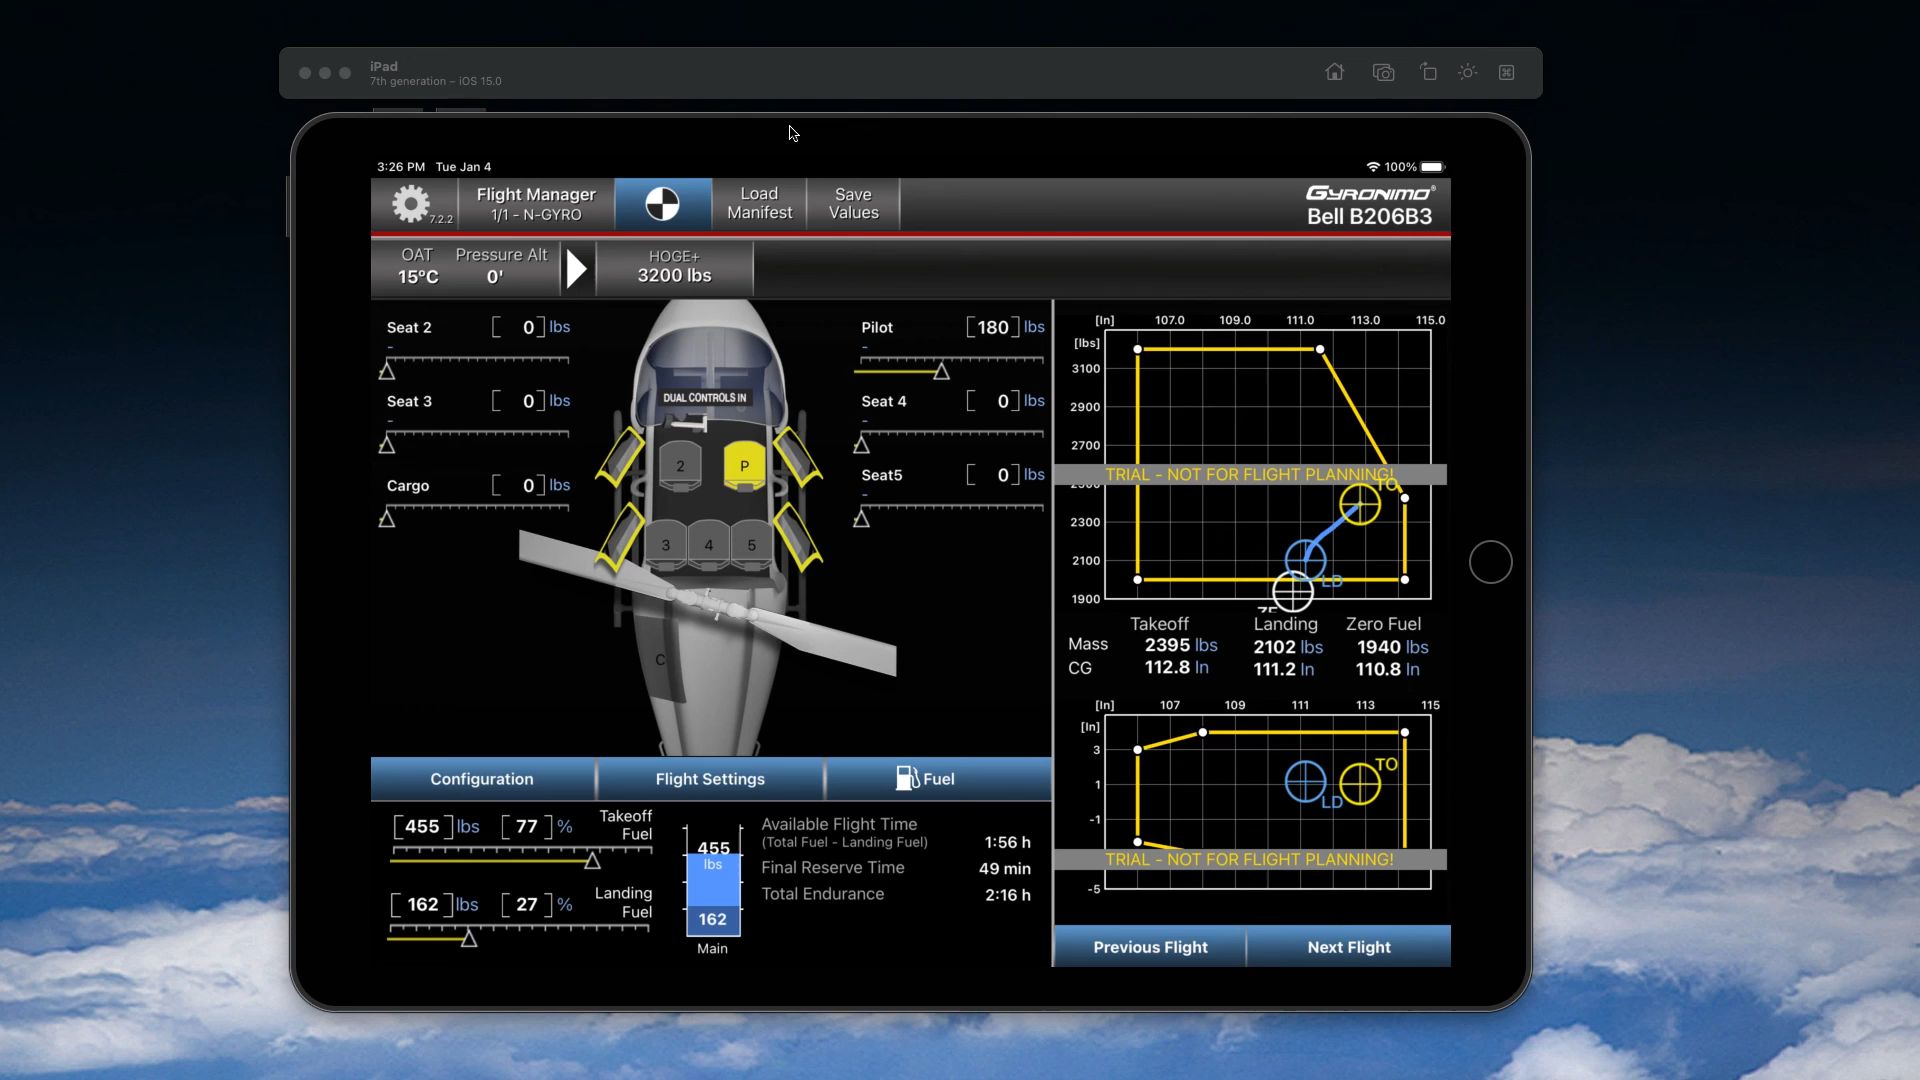 iPad
7th generation – iOS 15.0
3:26 PM Tue Jan 4
100%
7.2.2
Flight Manager
1/1 - N-GYRO
Load
Manifest
Save
Values
GYRONIMO®
Bell B206B3
OAT
15ºC
Pressure Alt
0'
HOGE+
3200 lbs
Seat 2 [ 0] lbs
-
Seat 3 [ 0] lbs
-
Cargo [ 0] lbs
DUAL CONTROLS IN
2
P
3
4
5
C
Pilot [180] lbs
-
Seat 4 [ 0] lbs
-
Seat5 [ 0] lbs
-
[In] 107.0 109.0 111.0 113.0 115.0
[lbs]
3100
2900
2700
TRIAL - NOT FOR FLIGHT PLANNING!
TO
2300
2100
LD
1900
Takeoff Landing Zero Fuel
Mass 2395 lbs 2102 lbs 1940 lbs
CG 112.8 In 111.2 In 110.8 In
[In] 107 109 111 113 115
[In]
3
TO
1
LD
-1
TRIAL - NOT FOR FLIGHT PLANNING!
-5
Configuration
Flight Settings
Fuel
[455] lbs [77] % Takeoff
Fuel
[162] lbs [27] % Landing
Fuel
455
lbs
162
Main
Available Flight Time
(Total Fuel - Landing Fuel) 1:56 h
Final Reserve Time 49 min
Total Endurance 2:16 h
Previous Flight
Next Flight